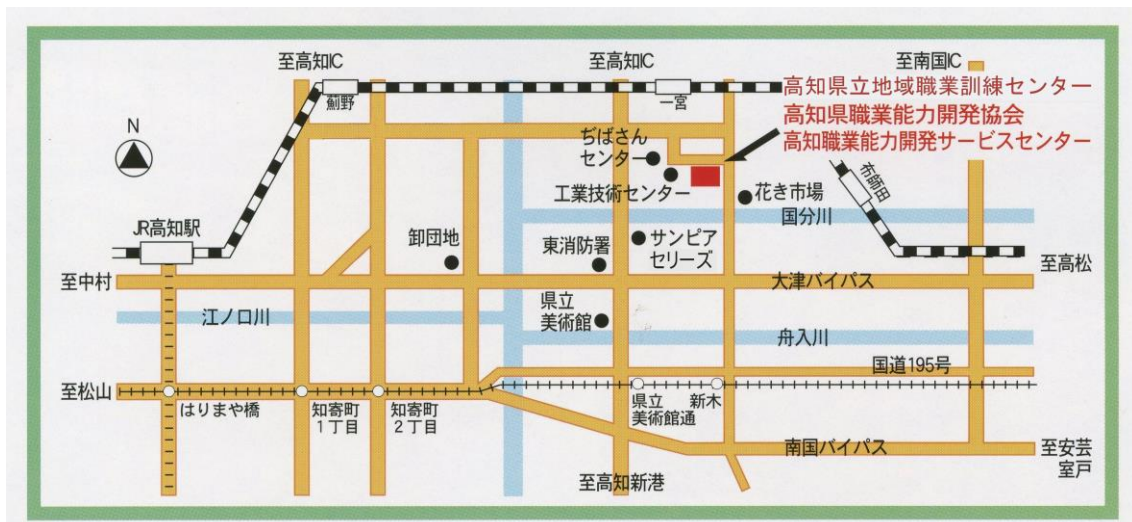 至高知IC
至高知IC
至南国IC
薊野
一宮
高知県立地域職業訓練センター
高知県職業能力開発協会
高知職業能力開発サービスセンター
N
ぢばさん
センター
工業技術センター
布師田
花き市場
国分川
JR高知駅
卸団地
東消防署
サンピア
セリーズ
至高松
至中村
大津バイパス
県立
美術館
江ノ口川
舟入川
国道195号
至松山
はりまや橋
知寄町
1丁目
知寄町
2丁目
県立
美術館通
新木
南国バイパス
至安芸
室戸
至高知新港